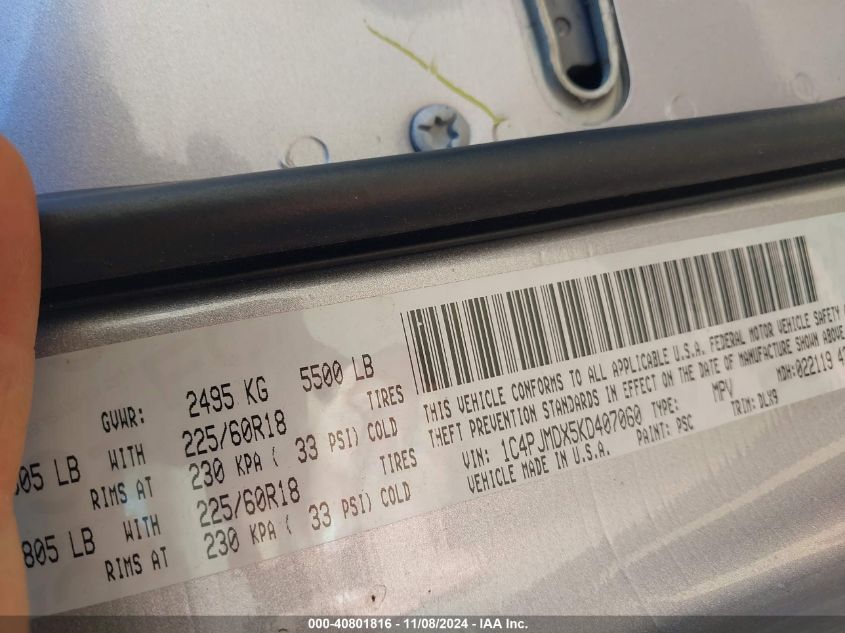 GVWR: 2495 KG 5500 LB
WITH 225/60R18 TIRES
805 LB RIMS AT 230 KPA ( 33 PSI) COLD
WITH 225/60R18 TIRES
805 LB RIMS AT 230 KPA ( 33 PSI) COLD
THIS VEHICLE CONFORMS TO ALL APPLICABLE U.S.A. FEDERAL MOTOR VEHICLE SAFETY
THEFT PREVENTION STANDARDS IN EFFECT ON THE DATE OF MANUFACTURE SHOWN ABOVE
VIN: 1C4PJMDX5KD407060 TYPE: MPV MDH:022119
VEHICLE MADE IN U.S.A. PAINT: PSC TRIM: DLX9
000-40801816 - 11/08/2024 - IAA Inc.